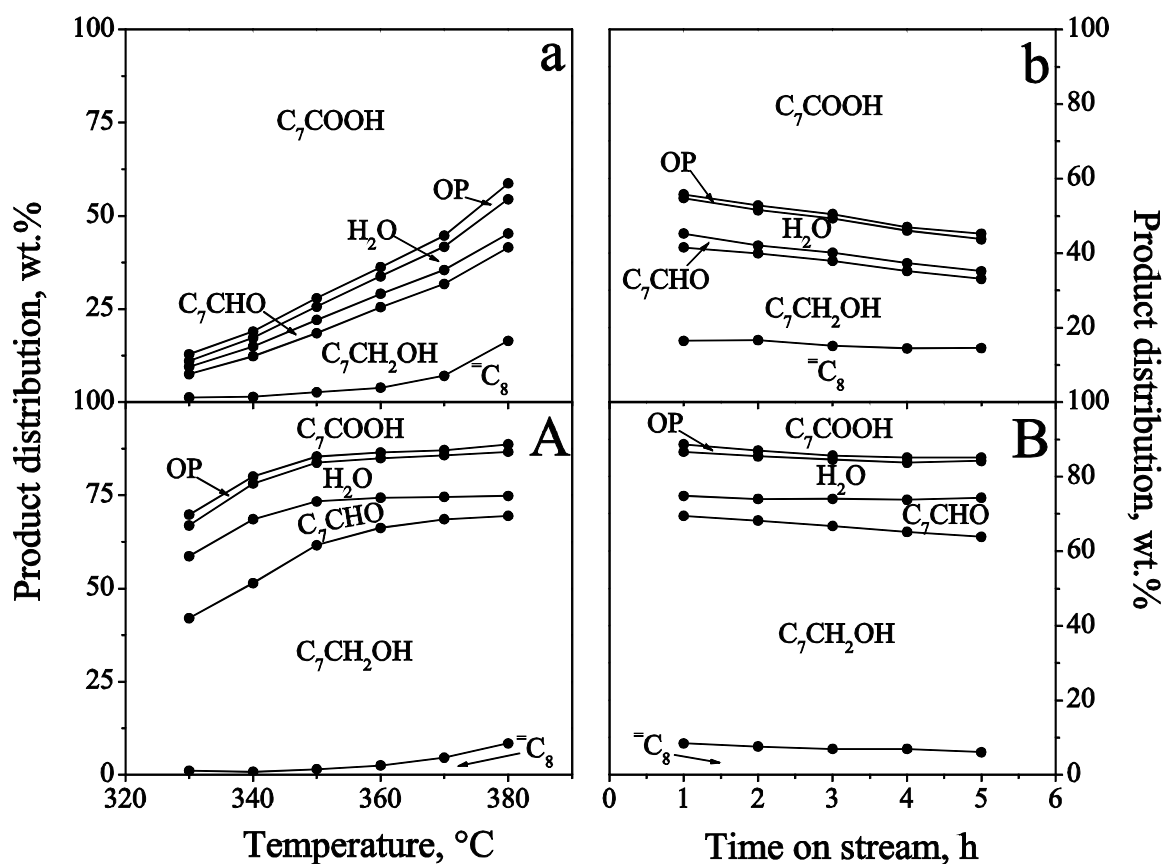 100
75
50
25
100
75
50
25
0
Product distribution, wt.%
a
C₇COOH
OP
H₂O
C₇CHO
C₇CH₂OH
⁼C₈
b
C₇COOH
OP
H₂O
C₇CHO
C₇CH₂OH
⁼C₈
100
80
60
40
20
100
80
60
40
20
0
Product distribution, wt.%
A
C₇COOH
OP
H₂O
C₇CHO
C₇CH₂OH
⁼C₈
B
OP
C₇COOH
H₂O
C₇CHO
C₇CH₂OH
⁼C₈
320 340 360 380
0 1 2 3 4 5 6
Temperature, °C
Time on stream, h